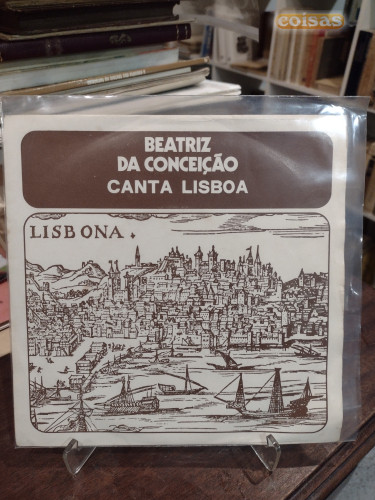 coisas
BEATRIZ
DA CONCEIÇÃO
CANTA LISBOA
LISBONA.